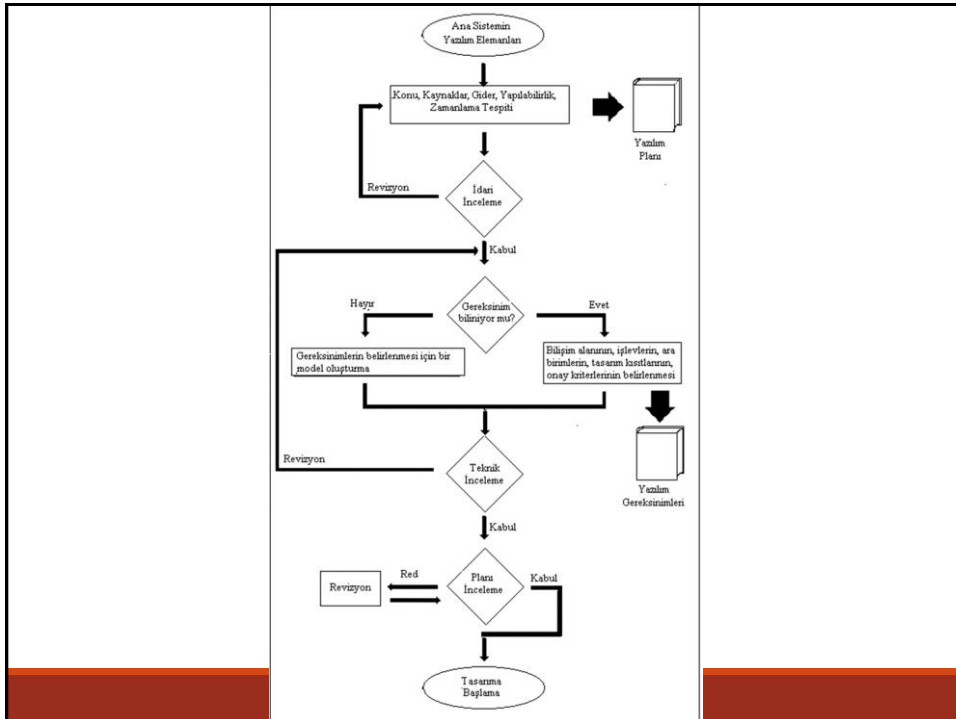 Ana Sistemin
Yazılım Elemanları
Konu, Kaynaklar, Gider, Yapılabilirlik,
Zamanlama Tespiti
Yazılım
Planı
Revizyon
İdari
İnceleme
Kabul
Hayır
Gereksinim
biliniyor mu?
Evet
Gereksinimlerin belirlenmesi için bir
model oluşturma
Bilişim alanının, işlevlerin, ara
birimlerin, tasarım kısıtlarının,
onay kriterlerinin belirlenmesi
Revizyon
Teknik
İnceleme
Yazılım
Gereksinimleri
Kabul
Revizyon
Red
Planı
İnceleme
Kabul
Tasarıma
Başlama